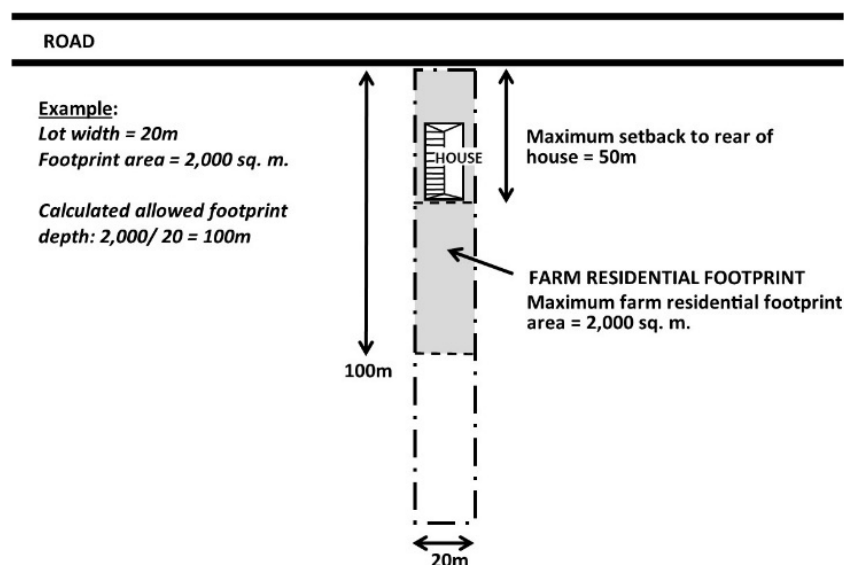 ROAD
Example:
Lot width = 20m
Footprint area = 2,000 sq. m.
Calculated allowed footprint
depth: 2,000/ 20 = 100m
HOUSE
Maximum setback to rear of
house = 50m
FARM RESIDENTIAL FOOTPRINT
Maximum farm residential footprint
area = 2,000 sq. m.
100m
20m